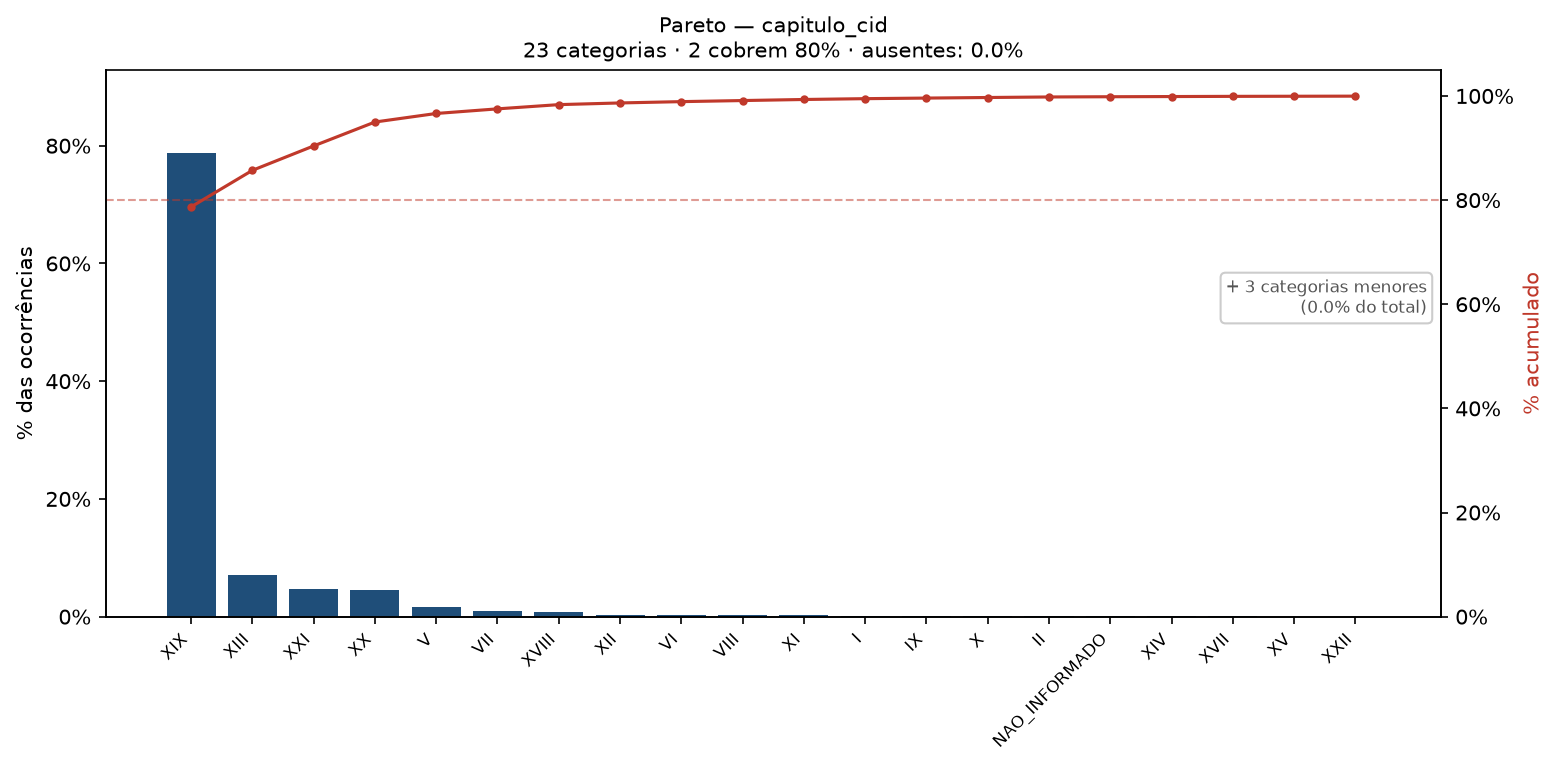 Pareto — capitulo_cid
23 categorias · 2 cobrem 80% · ausentes: 0.0%
% das ocorrências
80%
60%
40%
20%
0%
100%
80%
60%
40%
20%
0%
% acumulado
+ 3 categorias menores
(0.0% do total)
XIX
XIII
XXI
XX
V
VII
XVIII
XII
VI
VIII
XI
I
IX
X
II
NAO_INFORMADO
XIV
XVII
XV
XXII